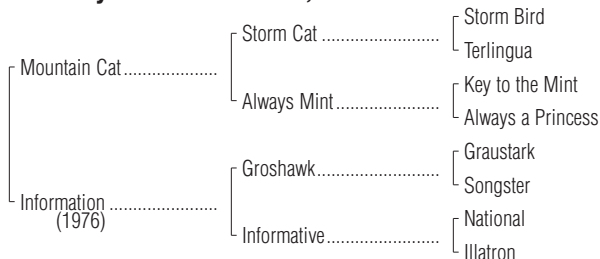 Storm Bird
Storm Cat........................
Terlingua
Mountain Cat....................
Key to the Mint
Always Mint......................
Always a Princess
Graustark
Groshawk..........................
Songster
Information .......................
(1976)
National
Informative........................
Illatron